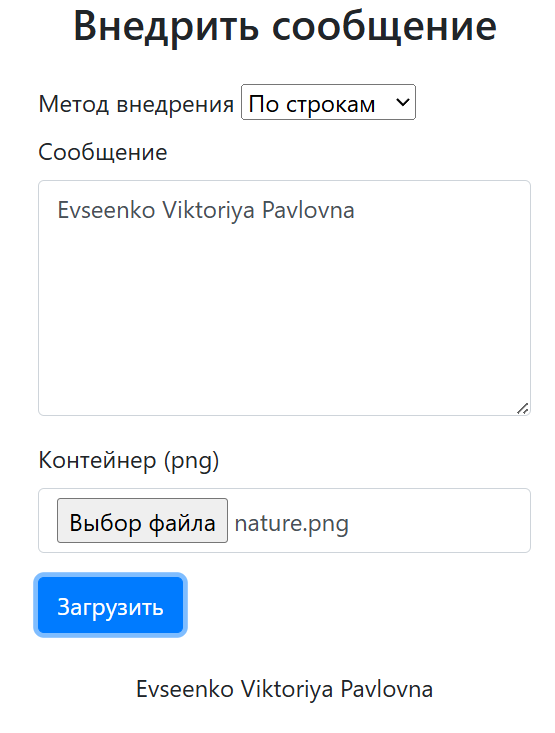 Внедрить сообщение
Метод внедрения По строкам
Сообщение
Evseenko Viktoriya Pavlovna
Контейнер (png)
Выбор файла nature.png
Загрузить
Evseenko Viktoriya Pavlovna